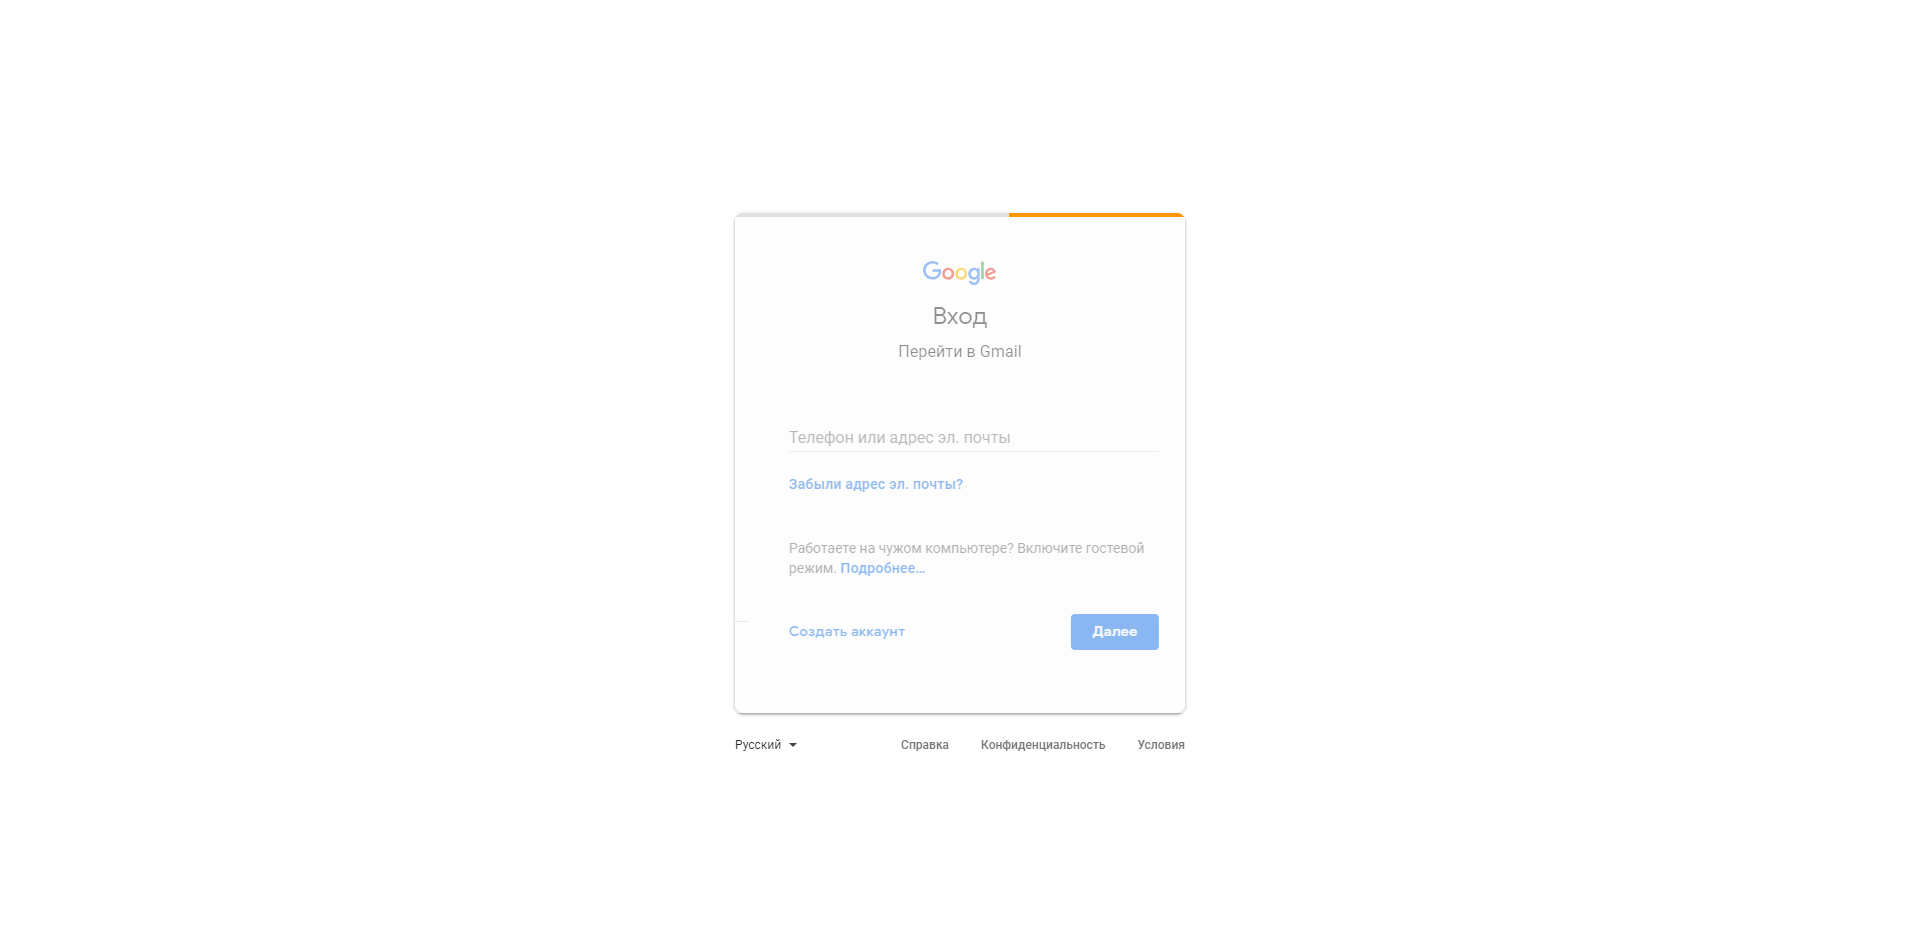 Google
Вход
Перейти в Gmail
Телефон или адрес эл. почты
Забыли адрес эл. почты?
Работаете на чужом компьютере? Включите гостевой
режим. Подробнее…
Создать аккаунт Далее
Русский Справка Конфиденциальность Условия